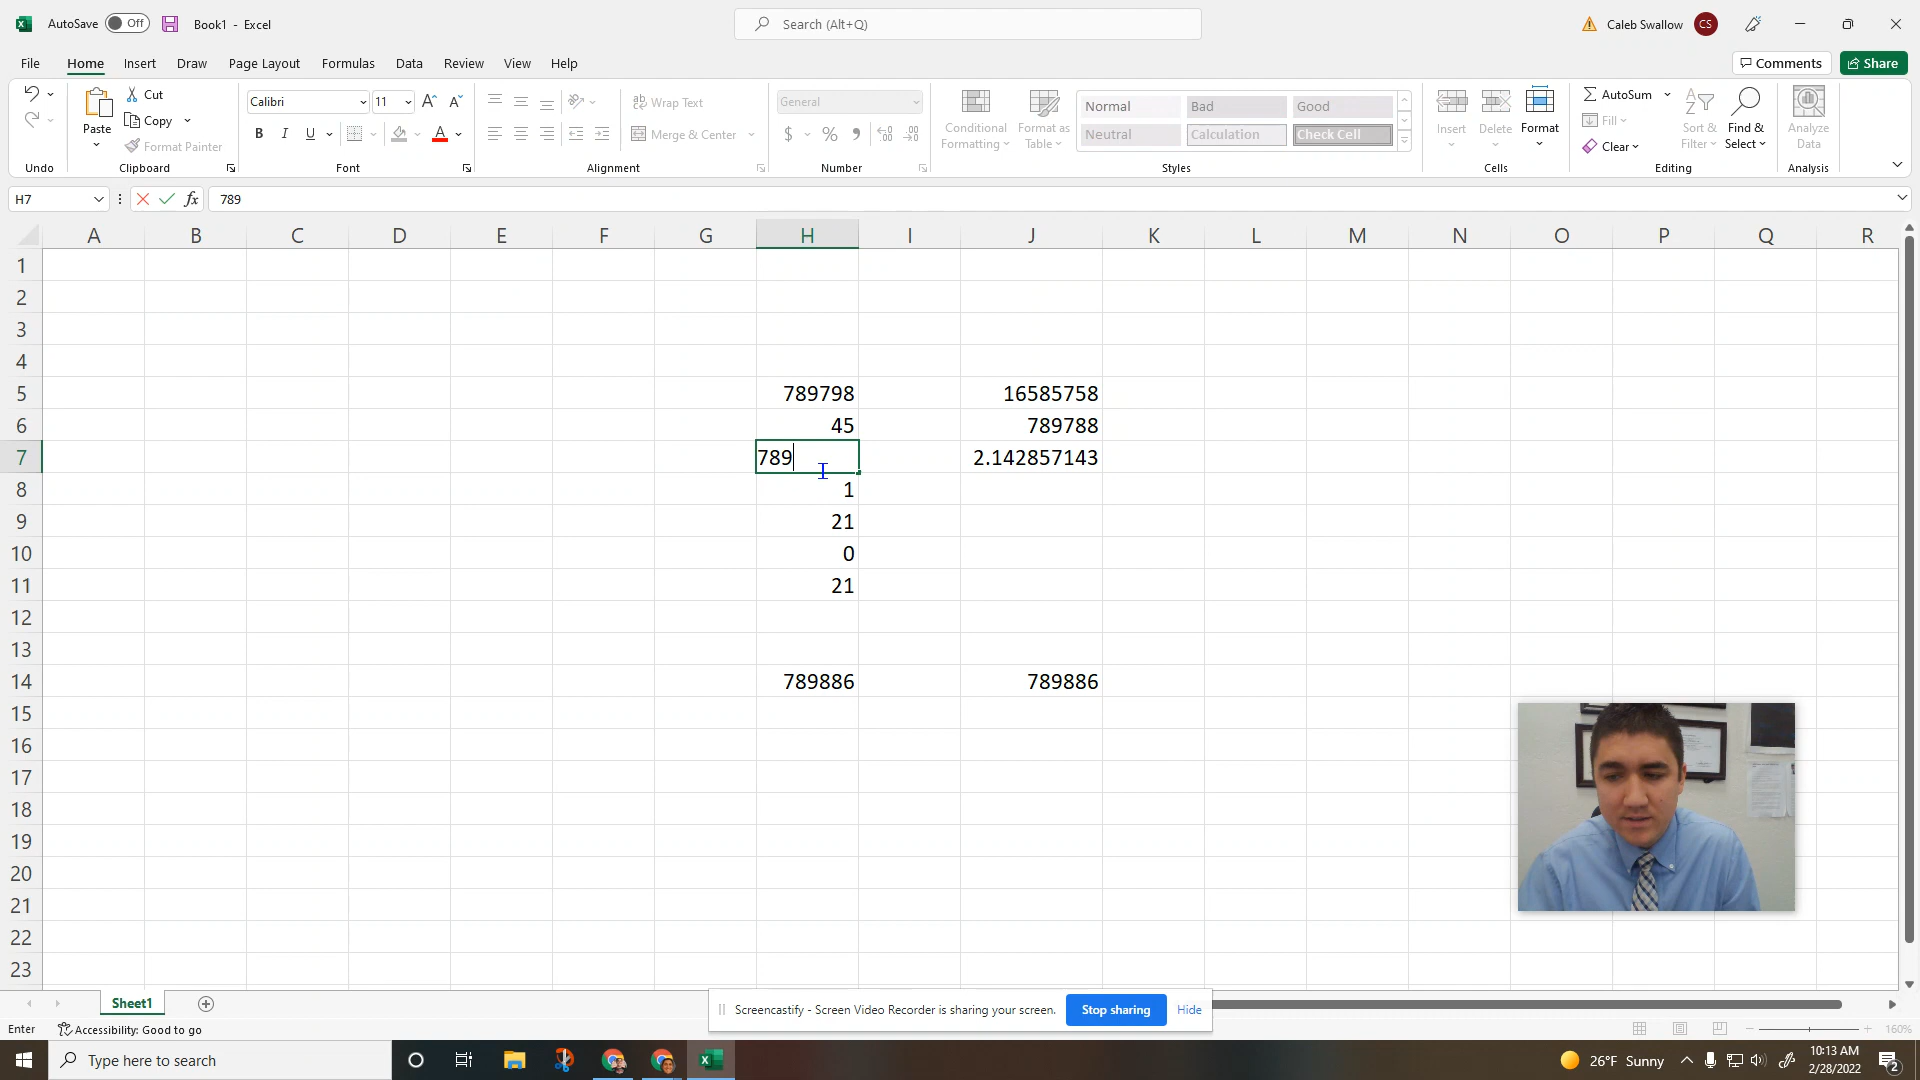 AutoSave Off Book1 - Excel Search (Alt+Q) Caleb Swallow CS
File Home Insert Draw Page Layout Formulas Data Review View Help Comments Share
Cut
Copy
Format Painter
Paste
Undo Clipboard
Calibri 11
B I U A
Font
Wrap Text
Merge & Center
Alignment
General
$ % 9
Number
Conditional Formatting
Format as Table
Normal Bad Good
Neutral Calculation Check Cell
Styles
Insert Delete Format
Cells
AutoSum
Fill
Clear
Sort & Filter
Find & Select
Editing
Analyze Data
Analysis
H7 fx 789
A B C D E F G H I J K L M N O P Q R
1
2
3
4
5 789798 16585758
6 45 789788
7 789 2.142857143
8 1
9 21
10 0
11 21
12
13
14 789886 789886
15
16
17
18
19
20
21
22
23
Sheet1
Screencastify - Screen Video Recorder is sharing your screen. Stop sharing Hide
Enter Accessibility: Good to go 160%
Type here to search 26°F Sunny 10:13 AM
2/28/2022 2